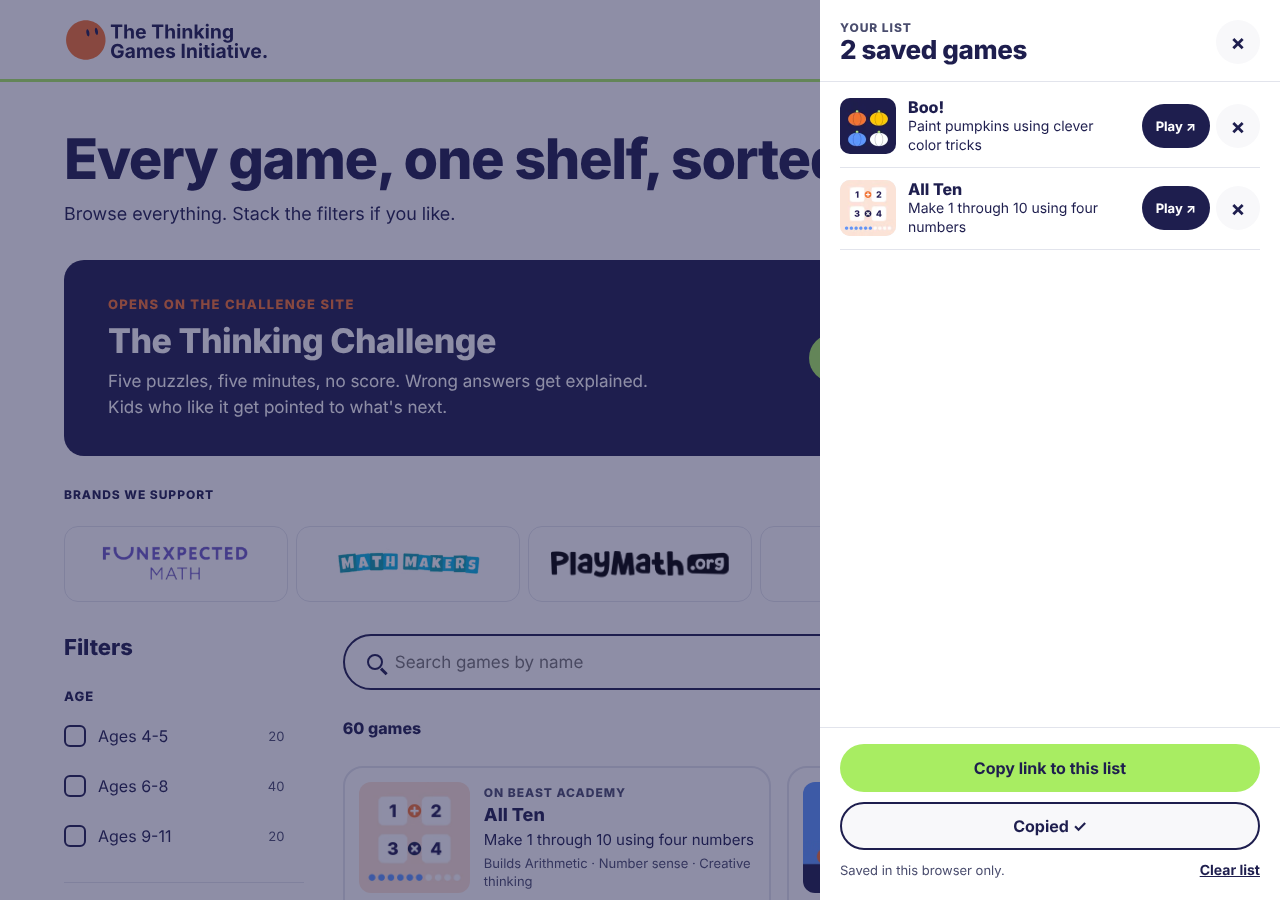 The Thinking
Games Initiative.
Every game, one shelf, sorted
Browse everything. Stack the filters if you like.
OPENS ON THE CHALLENGE SITE
The Thinking Challenge
Five puzzles, five minutes, no score. Wrong answers get explained.
Kids who like it get pointed to what's next.
BRANDS WE SUPPORT
FUNEXPECTED
MATH
MATH MAKERS
PlayMath.org
Filters
AGE
Ages 4-5 20
Ages 6-8 40
Ages 9-11 20
Search games by name
60 games
1 + 2
3 × 4
ON BEAST ACADEMY
All Ten
Make 1 through 10 using four numbers
Builds Arithmetic · Number sense · Creative
thinking
YOUR LIST
2 saved games
×
Boo!
Paint pumpkins using clever
color tricks
Play ↗
×
1 + 2
3 × 4
All Ten
Make 1 through 10 using four
numbers
Play ↗
×
Copy link to this list
Copied ✓
Saved in this browser only.
Clear list